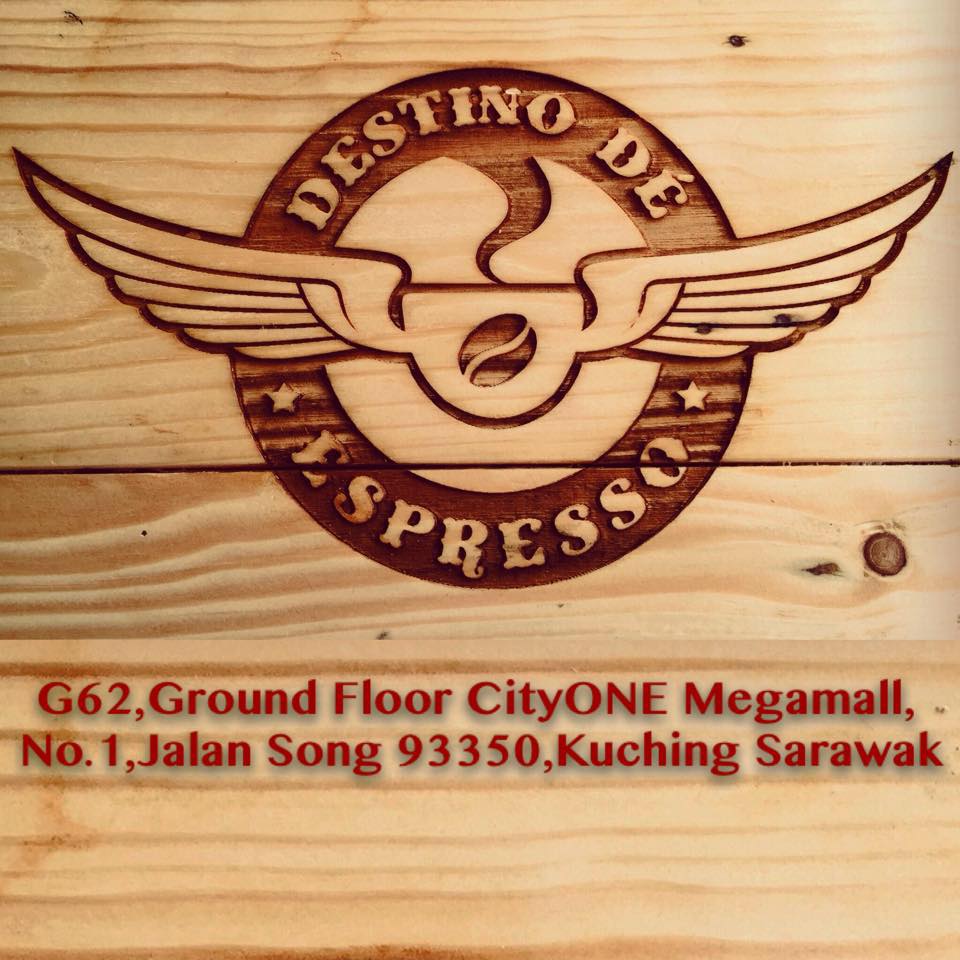 DESTINO DÉ
ESPRESSO
G62,Ground Floor CityONE Megamall,
No.1,Jalan Song 93350,Kuching Sarawak